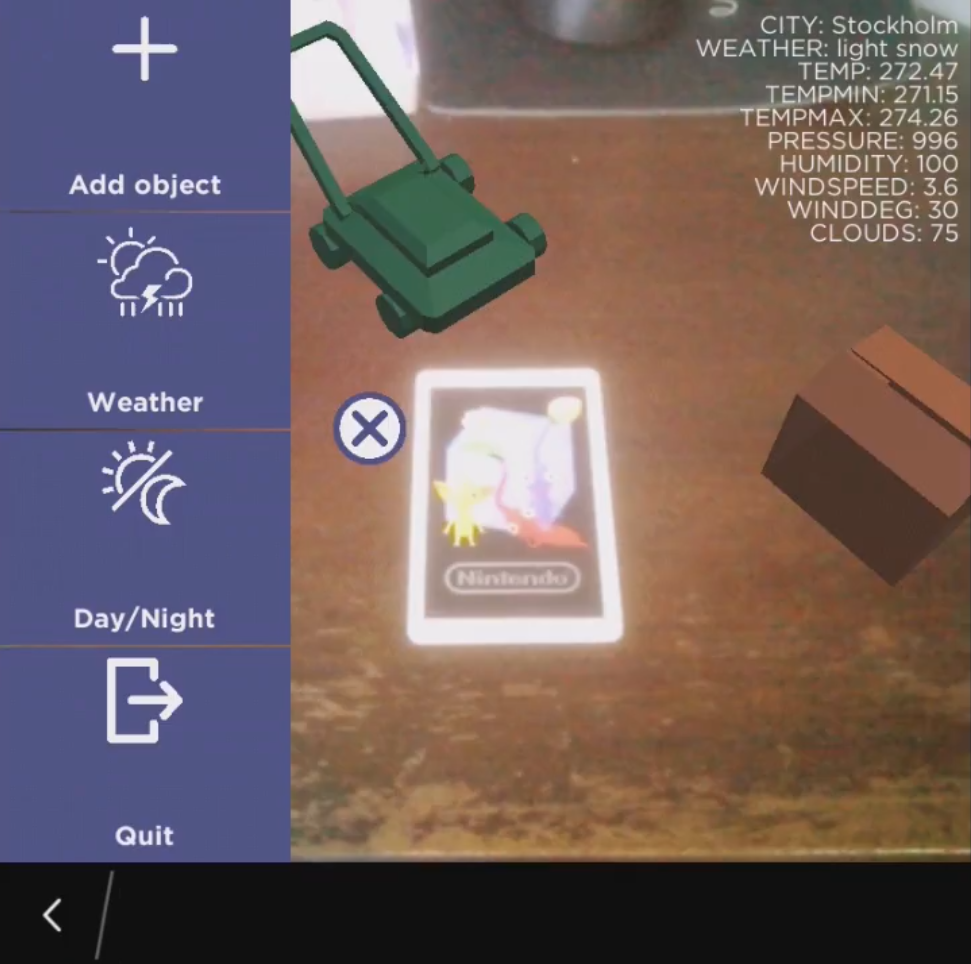 Add object
Weather
Day/Night
Quit
CITY: Stockholm
WEATHER: light snow
TEMP: 272.47
TEMPMIN: 271.15
TEMPMAX: 274.26
PRESSURE: 996
HUMIDITY: 100
WINDSPEED: 3.6
WINDDEG: 30
CLOUDS: 75
Nintendo